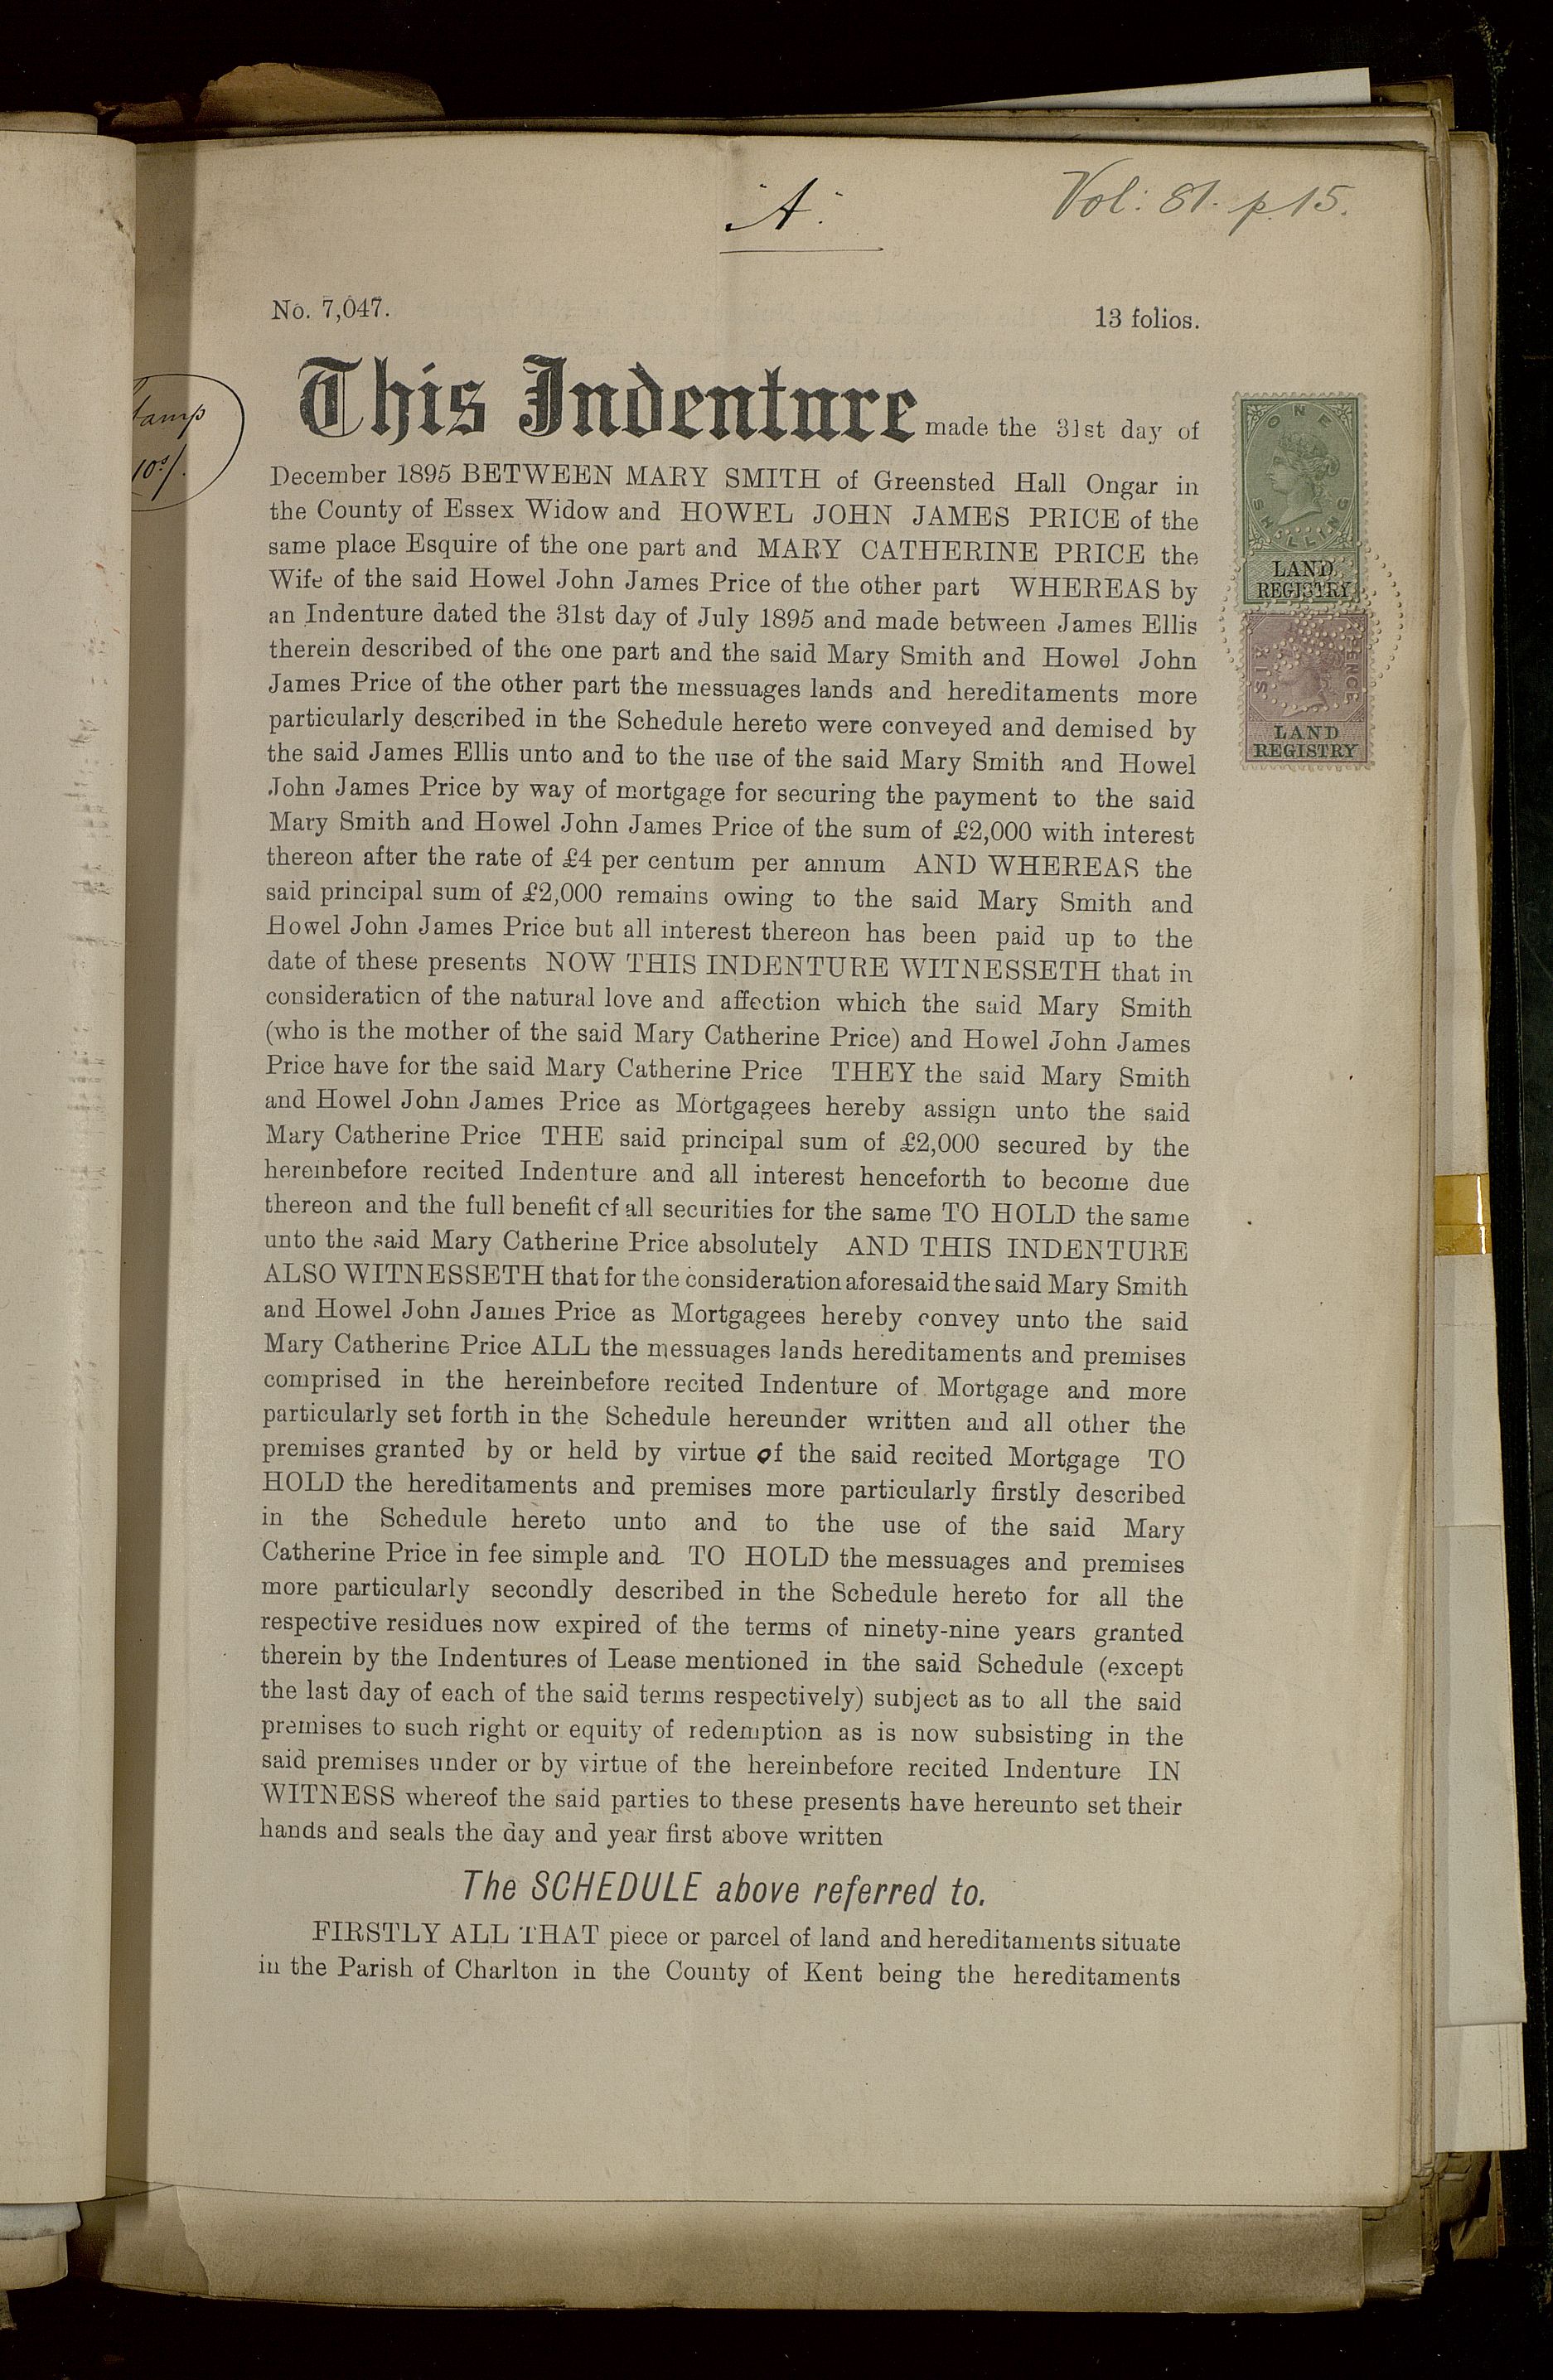 "A"
Vol: 81. p.15.
No. 7,047.
13 folios.
tamp
10s/.
This Indenture made the 31st day of
December 1895 BETWEEN MARY SMITH of Greensted Hall Ongar in
the County of Essex Widow and HOWEL JOHN JAMES PRICE of the
same place Esquire of the one part and MARY CATHERINE PRICE the
Wife of the said Howel John James Price of the other part WHEREAS by
an Indenture dated the 31st day of July 1895 and made between James Ellis
therein described of the one part and the said Mary Smith and Howel John
James Price of the other part the messuages lands and hereditaments more
particularly described in the Schedule hereto were conveyed and demised by
the said James Ellis unto and to the use of the said Mary Smith and Howel
John James Price by way of mortgage for securing the payment to the said
Mary Smith and Howel John James Price of the sum of £2,000 with interest
thereon after the rate of £4 per centum per annum AND WHEREAS the
said principal sum of £2,000 remains owing to the said Mary Smith and
Howel John James Price but all interest thereon has been paid up to the
date of these presents NOW THIS INDENTURE WITNESSETH that in
consideration of the natural love and affection which the said Mary Smith
(who is the mother of the said Mary Catherine Price) and Howel John James
Price have for the said Mary Catherine Price THEY the said Mary Smith
and Howel John James Price as Mortgagees hereby assign unto the said
Mary Catherine Price THE said principal sum of £2,000 secured by the
hereinbefore recited Indenture and all interest henceforth to become due
thereon and the full benefit of all securities for the same TO HOLD the same
unto the said Mary Catherine Price absolutely AND THIS INDENTURE
ALSO WITNESSETH that for the consideration aforesaid the said Mary Smith
and Howel John James Price as Mortgagees hereby convey unto the said
Mary Catherine Price ALL the messuages lands hereditaments and premises
comprised in the hereinbefore recited Indenture of Mortgage and more
particularly set forth in the Schedule hereunder written and all other the
premises granted by or held by virtue of the said recited Mortgage TO
HOLD the hereditaments and premises more particularly firstly described
in the Schedule hereto unto and to the use of the said Mary
Catherine Price in fee simple and TO HOLD the messuages and premises
more particularly secondly described in the Schedule hereto for all the
respective residues now expired of the terms of ninety-nine years granted
therein by the Indentures of Lease mentioned in the said Schedule (except
the last day of each of the said terms respectively) subject as to all the said
premises to such right or equity of redemption as is now subsisting in the
said premises under or by virtue of the hereinbefore recited Indenture IN
WITNESS whereof the said parties to these presents have hereunto set their
hands and seals the day and year first above written
The SCHEDULE above referred to.
FIRSTLY ALL THAT piece or parcel of land and hereditaments situate
in the Parish of Charlton in the County of Kent being the hereditaments
ONE
SHILLING
LAND
REGISTRY
SIX PENCE
LAND
REGISTRY